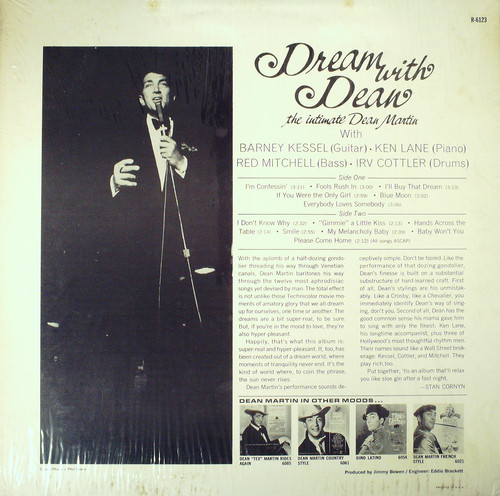 R-6123
Dream with
Dean
the intimate Dean Martin
With
BARNEY KESSEL (Guitar) • KEN LANE (Piano)
RED MITCHELL (Bass) • IRV COTTLER (Drums)
Side One
I'm Confessin' (3:11) • Fools Rush In (3:00) • I'll Buy That Dream (3:13)
If You Were the Only Girl (2:59) • Blue Moon (3:02)
Everybody Loves Somebody (3:06)
Side Two
I Don't Know Why (2:32) • "Gimmie" a Little Kiss (2:13) • Hands Across the
Table (2:14) • Smile (2:55) • My Melancholy Baby (2:39) • Baby Won't You
Please Come Home (2:12) (All songs ASCAP)
With the aplomb of a half-dozing gondo-
lier threading his way through Venetian
canals, Dean Martin baritones his way
through the twelve most aphrodisiac
songs yet devised by man. The total effect
is not unlike those Technicolor movie mo-
ments of amatory glory that we all dream
up for ourselves, one time or another. The
dreams are a bit super-real, to be sure.
But, if you're in the mood to love, they're
also hyper-pleasant.
Happily, that's what this album is:
super-real and hyper-pleasant. It, too, has
been created out of a dream world, where
moments of tranquility never end. It's the
kind of world where, to coin the phrase,
the sun never rises.
Dean Martin's performance sounds de-
ceptively simple. Don't be fooled. Like the
performance of that dozing gondolier,
Dean's finesse is built on a substantial
substructure of hard-learned craft. First
of all, Dean's stylings are his unmistak-
ably. Like a Crosby, like a Chevalier, you
immediately identify Dean's way of sing-
ing, don't you. Second of all, Dean has the
good common sense his mama gave him
to sing with only the finest: Ken Lane,
his longtime accompanist, plus three of
Hollywood's most thoughtful rhythm men.
Their names sound like a Wall Street brok-
erage: Kessel, Cottler, and Mitchell. They
play rich, too.
Put together, 'tis an album that's relax
you like sloe gin after a fast night.
—STAN CORNYN
DEAN MARTIN IN OTHER MOODS...
DEAN "TEX" MARTIN RIDES
AGAIN 6085
DEAN MARTIN COUNTRY
STYLE 6061
DINO LATINO 6054
DEAN MARTIN FRENCH
STYLE 6021
Produced by Jimmy Bowen / Engineer: Eddie Brackett